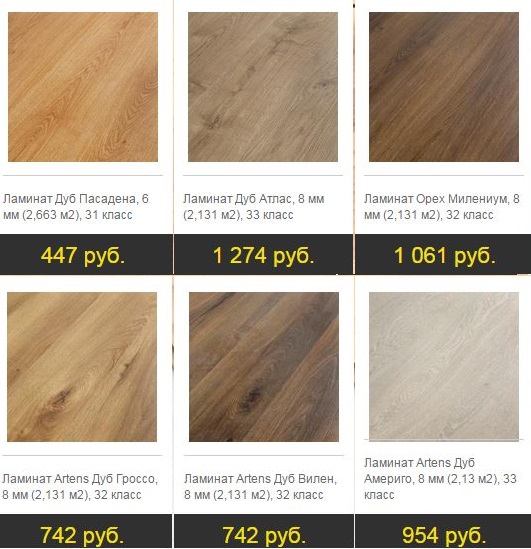 Ламинат Дуб Пасадена, 6
мм (2,663 м2), 31 класс
447 руб.
Ламинат Дуб Атлас, 8 мм
(2,131 м2), 33 класс
1 274 руб.
Ламинат Орех Милениум, 8
мм (2,131 м2), 32 класс
1 061 руб.
Ламинат Artens Дуб Гроссо,
8 мм (2,131 м2), 32 класс
742 руб.
Ламинат Artens Дуб Вилен,
8 мм (2,131 м2), 32 класс
742 руб.
Ламинат Artens Дуб
Америго, 8 мм (2,13 м2), 33
класс
954 руб.